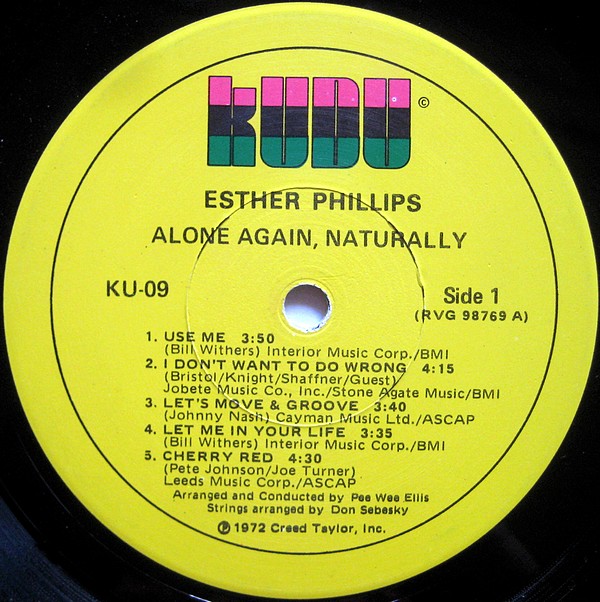 KUDU ©
ESTHER PHILLIPS
ALONE AGAIN, NATURALLY
KU-09
Side 1
(RVG 98769 A)
1. USE ME 3:50
(Bill Withers) Interior Music Corp./BMI
2. I DON'T WANT TO DO WRONG 4:15
(Bristol/Knight/Shaffner/Guest)
Jobete Music Co., Inc./Stone Agate Music/BMI
3. LET'S MOVE & GROOVE 3:40
(Johnny Nash) Cayman Music Ltd./ASCAP
4. LET ME IN YOUR LIFE 3:35
(Bill Withers) Interior Music Corp./BMI
5. CHERRY RED 4:30
(Pete Johnson/Joe Turner)
Leeds Music Corp./ASCAP
Arranged and Conducted by Pee Wee Ellis
Strings arranged by Don Sebesky
℗ 1972 Creed Taylor, Inc.